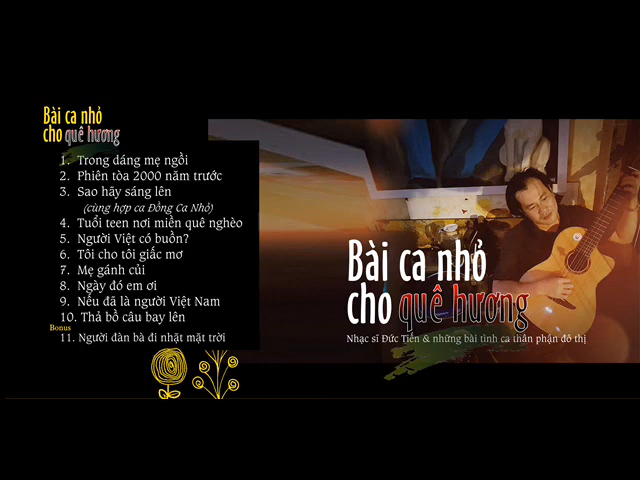 Bài ca nhỏ
cho quê hương
1. Trong dáng mẹ ngồi
2. Phiên tòa 2000 năm trước
3. Sao hãy sáng lên
(cùng hợp ca Đồng Ca Nhỏ)
4. Tuổi teen nơi miền quê nghèo
5. Người Việt có buồn?
6. Tôi cho tôi giấc mơ
7. Mẹ gánh củi
8. Ngày đó em ơi
9. Nếu đã là người Việt Nam
10. Thả bồ câu bay lên
Bonus
11. Người đàn bà đi nhặt mặt trời
Bài ca nhỏ
cho quê hương
Nhạc sĩ Đức Tiến & những bài tình ca thân phận đô thị